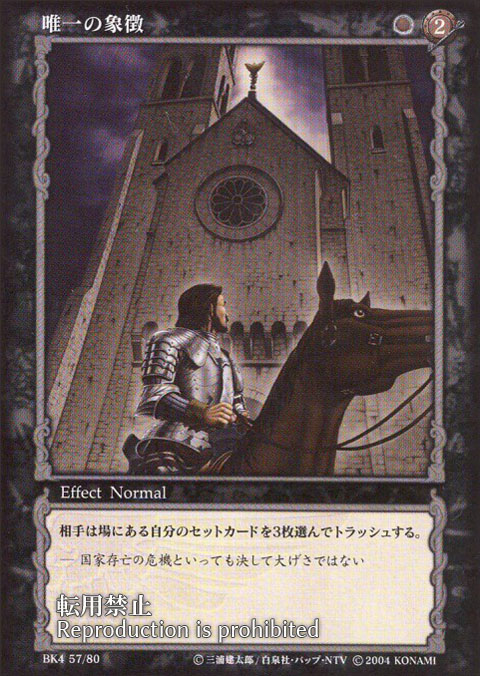 唯一の象徴
2
Effect Normal
相手は場にある自分のセットカードを3枚選んでトラッシュする。
― 国家存亡の危機といっても決して大げさではない
転用禁止
Reproduction is prohibited
BK4 57/80
©三浦建太郎/白泉社・バップ・NTV ©2004 KONAMI